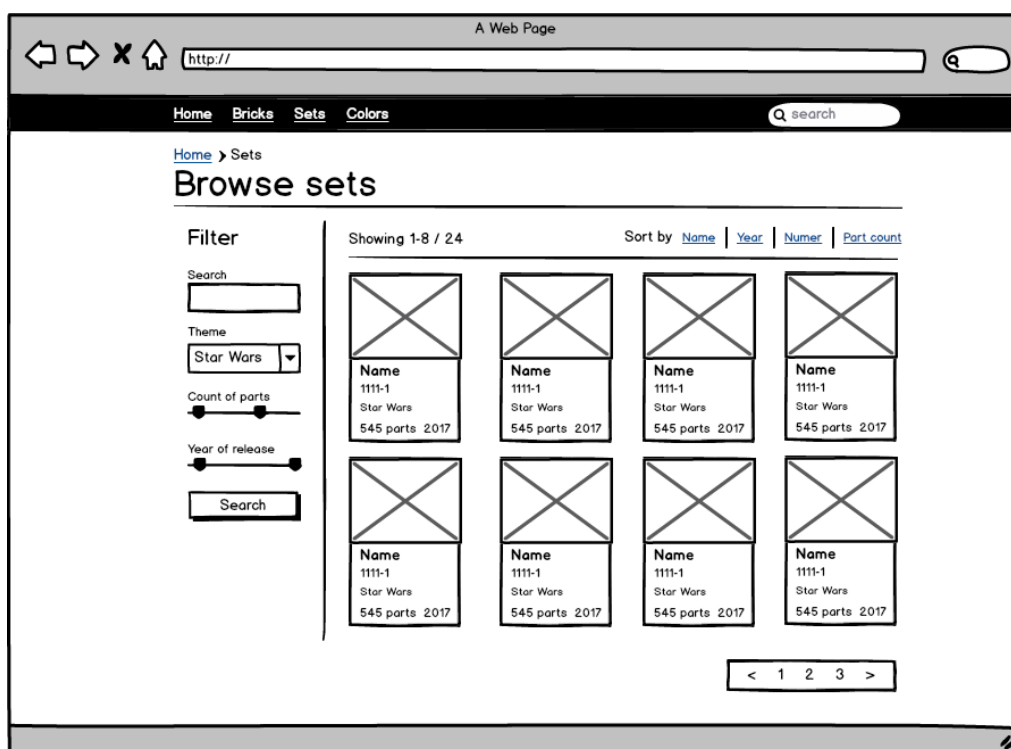 A Web Page
http://
Home Bricks Sets Colors search
Home > Sets
Browse sets
Filter
Search
Theme
Star Wars
Count of parts
Year of release
Search
Showing 1-8 / 24 Sort by Name | Year | Numer | Part count
Name Name Name Name
1111-1 1111-1 1111-1 1111-1
Star Wars Star Wars Star Wars Star Wars
545 parts 2017 545 parts 2017 545 parts 2017 545 parts 2017
Name Name Name Name
1111-1 1111-1 1111-1 1111-1
Star Wars Star Wars Star Wars Star Wars
545 parts 2017 545 parts 2017 545 parts 2017 545 parts 2017
< 1 2 3 >